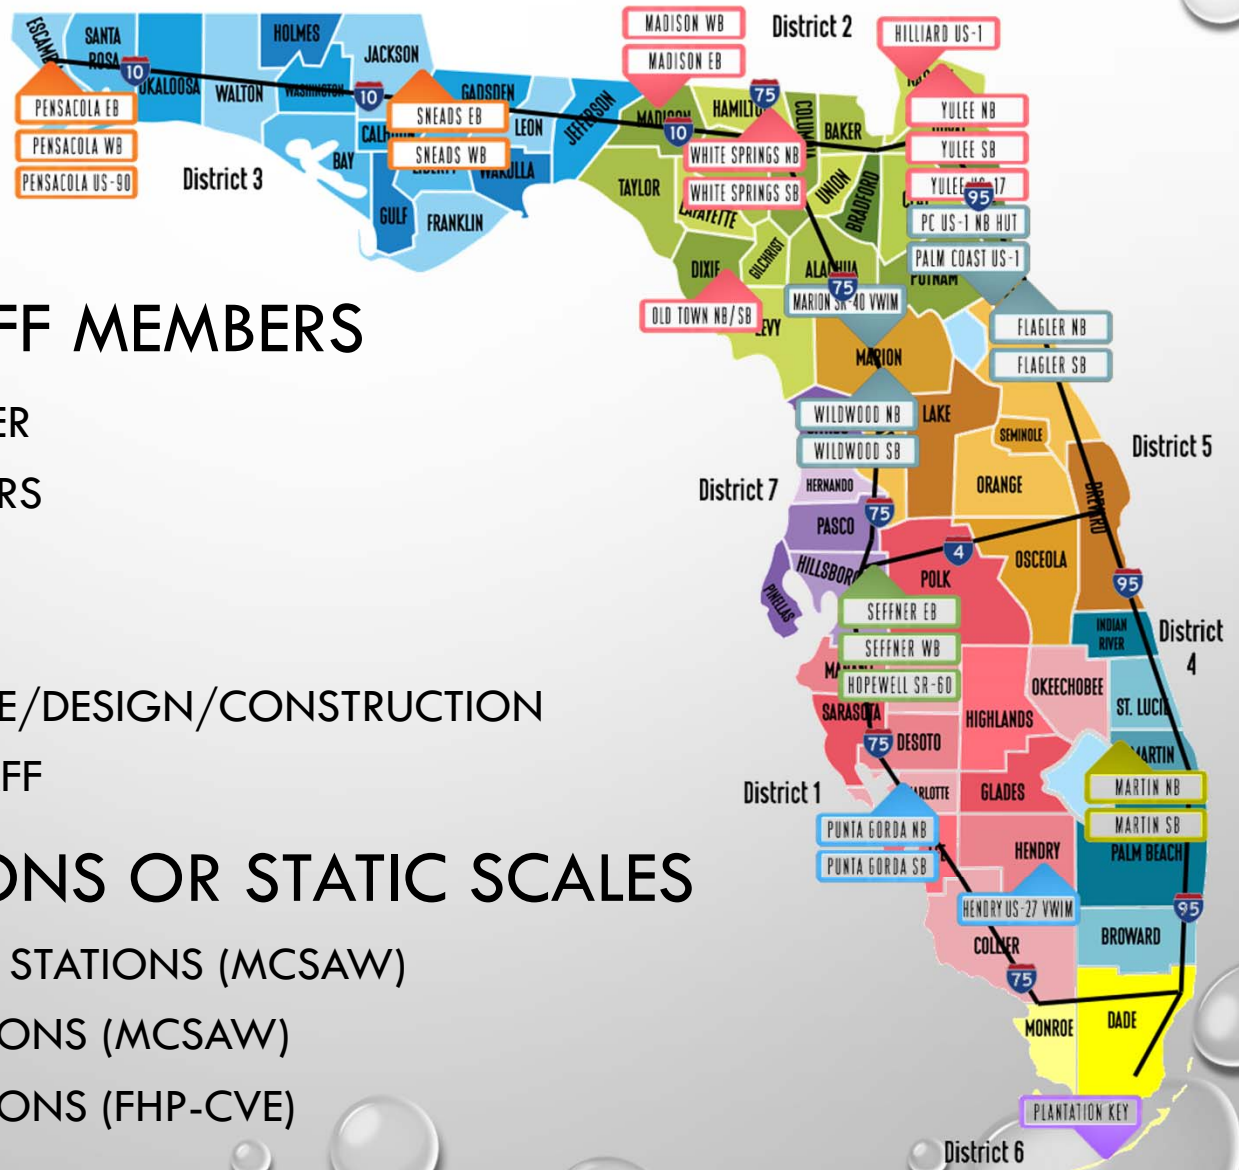 FF MEMBERS
ER
RS
E/DESIGN/CONSTRUCTION
FF
ONS OR STATIC SCALES
STATIONS (MCSAW)
ONS (MCSAW)
ONS (FHP-CVE)
District 3
SANTA
ROSA
OKALOOSA
WALTON
HOLMES
WASHINGTON
JACKSON
BAY
GULF
GADSDEN
LEON
WAKULLA
FRANKLIN
JEFFERSON
10
10
PENSACOLA EB
PENSACOLA WB
PENSACOLA US-90
SNEADS EB
SNEADS WB
District 2
MADISON WB
MADISON EB
HILLIARD US-1
MADISON
10
75
BAKER
TAYLOR
LAFAYETTE
UNION
BRADFORD
DIXIE
GILCHRIST
ALACHUA
PUTNAM
WHITE SPRINGS NB
WHITE SPRINGS SB
YULEE NB
YULEE SB
95
PC US-1 NB HUT
PALM COAST US-1
OLD TOWN NB/SB
75
MARION SR-40 VWIM
FLAGLER NB
FLAGLER SB
MARION
WILDWOOD NB
WILDWOOD SB
LAKE
SEMINOLE
ORANGE
BREVARD
OSCEOLA
District 5
District 7
HERNANDO
PASCO
PINELLAS
75
4
95
POLK
SEFFNER EB
SEFFNER WB
HOPEWELL SR-60
INDIAN
RIVER
District
4
OKEECHOBEE
SARASOTA
DESOTO
HIGHLANDS
75
District 1
GLADES
MARTIN
MARTIN NB
MARTIN SB
PALM BEACH
PUNTA GORDA NB
PUNTA GORDA SB
HENDRY
HENDRY US-27 VWIM
95
COLLIER
BROWARD
75
MONROE
DADE
PLANTATION KEY
District 6